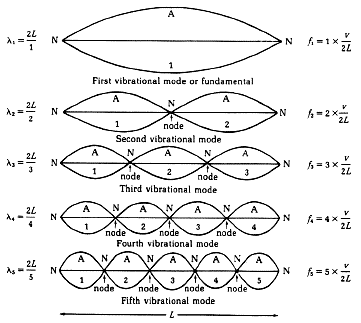 A
λ₁ = 2L/1 N N f₁ = 1 × v/2L
1
First vibrational mode or fundamental
A N A
λ₂ = 2L/2 N N f₂ = 2 × v/2L
1 node 2
Second vibrational mode
A N A N A
λ₃ = 2L/3 N N f₃ = 3 × v/2L
1 node 2 node 3
Third vibrational mode
A N A N A N A
λ₄ = 2L/4 N N f₄ = 4 × v/2L
1 node 2 node 3 node 4
Fourth vibrational mode
A N A N A N A N A
λ₅ = 2L/5 N N f₅ = 5 × v/2L
1 node 2 node 3 node 4 node 5
Fifth vibrational mode
L